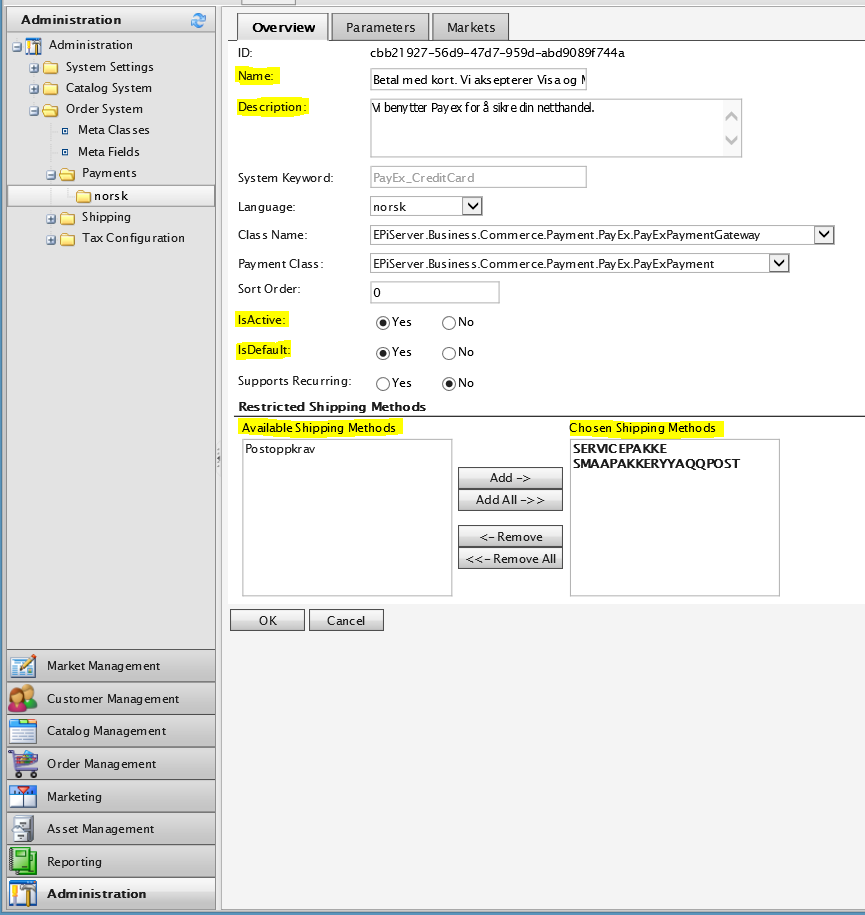 Administration
Administration
System Settings
Catalog System
Order System
Meta Classes
Meta Fields
Payments
norsk
Shipping
Tax Configuration
Market Management
Customer Management
Catalog Management
Order Management
Marketing
Asset Management
Reporting
Administration
Overview Parameters Markets
ID: cbb21927-56d9-47d7-959d-abd9089f744a
Name: Betal med kort. Vi aksepterer Visa og
Description: Vi benytter Payex for å sikre din netthandel.
System Keyword: PayEx_CreditCard
Language: norsk
Class Name: EPiServer.Business.Commerce.Payment.PayEx.PayExPaymentGateway
Payment Class: EPiServer.Business.Commerce.Payment.PayEx.PayExPayment
Sort Order: 0
IsActive: Yes No
IsDefault: Yes No
Supports Recurring: Yes No
Restricted Shipping Methods
Available Shipping Methods Chosen Shipping Methods
Postoppkrav SERVICEPAKKE
SMAAPAKKERYYAQQPOST
Add ->
Add All ->>
<- Remove
<<- Remove All
OK Cancel